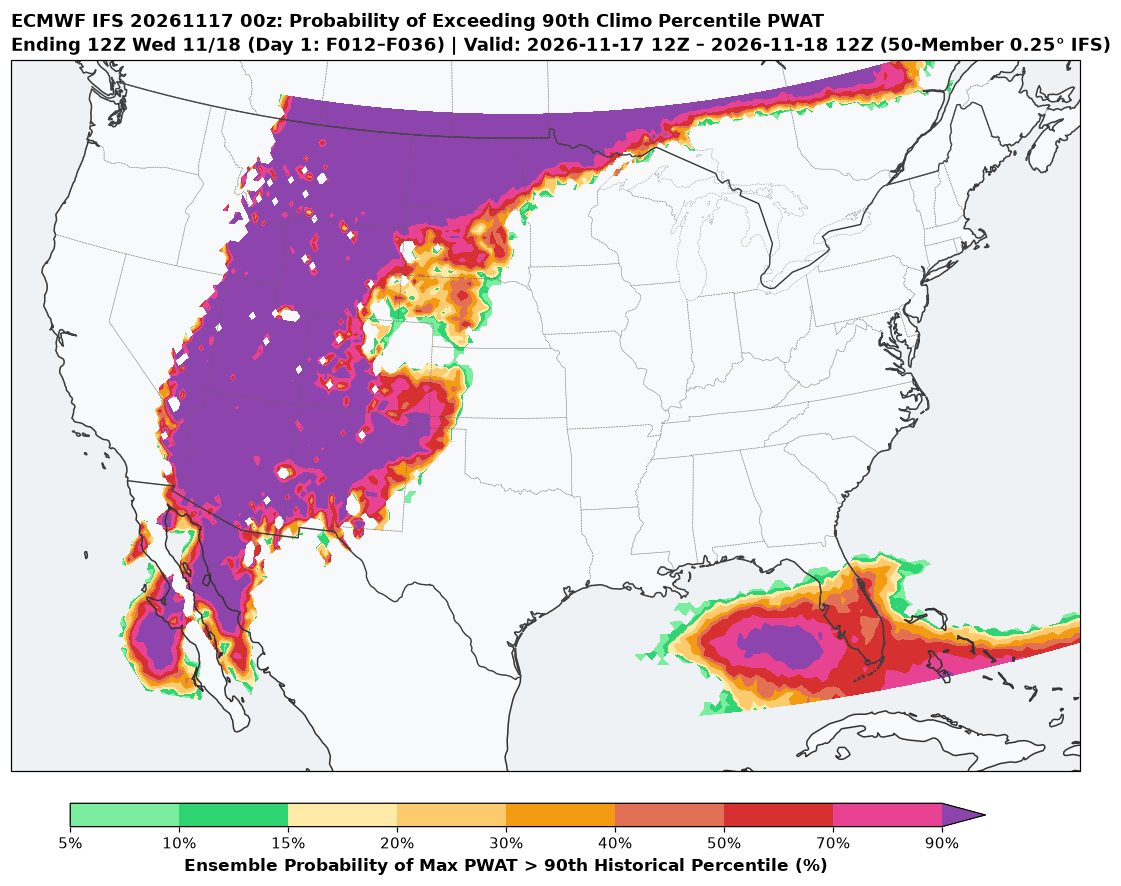 ECMWF IFS 20261117 00z: Probability of Exceeding 90th Climo Percentile PWAT
Ending 12Z Wed 11/18 (Day 1: F012–F036) | Valid: 2026-11-17 12Z – 2026-11-18 12Z (50-Member 0.25° IFS)
5% 10% 15% 20% 30% 40% 50% 70% 90%
Ensemble Probability of Max PWAT > 90th Historical Percentile (%)